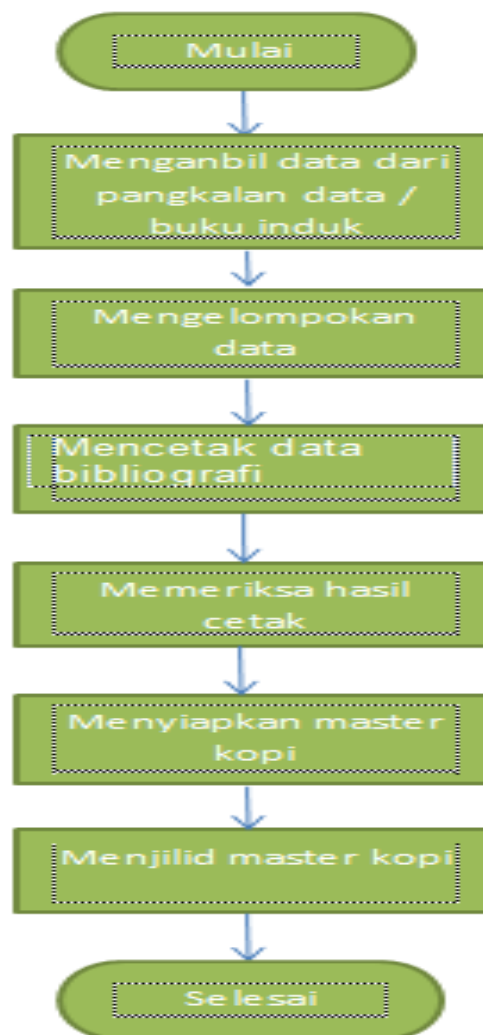 Mulai
Menganbil data dari
pangkalan data /
buku induk
Mengelompokan
data
Mencetak data
bibliografi
Memeriksa hasil
cetak
Menyiapkan master
kopi
Menjilid master kopi
Selesai